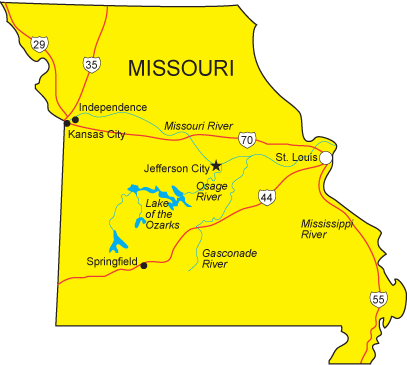 29
35
MISSOURI
Independence
Kansas City
Missouri River
70
St. Louis
Jefferson City
Osage
River
44
Lake
of the
Ozarks
Mississippi
River
Gasconade
River
Springfield
55